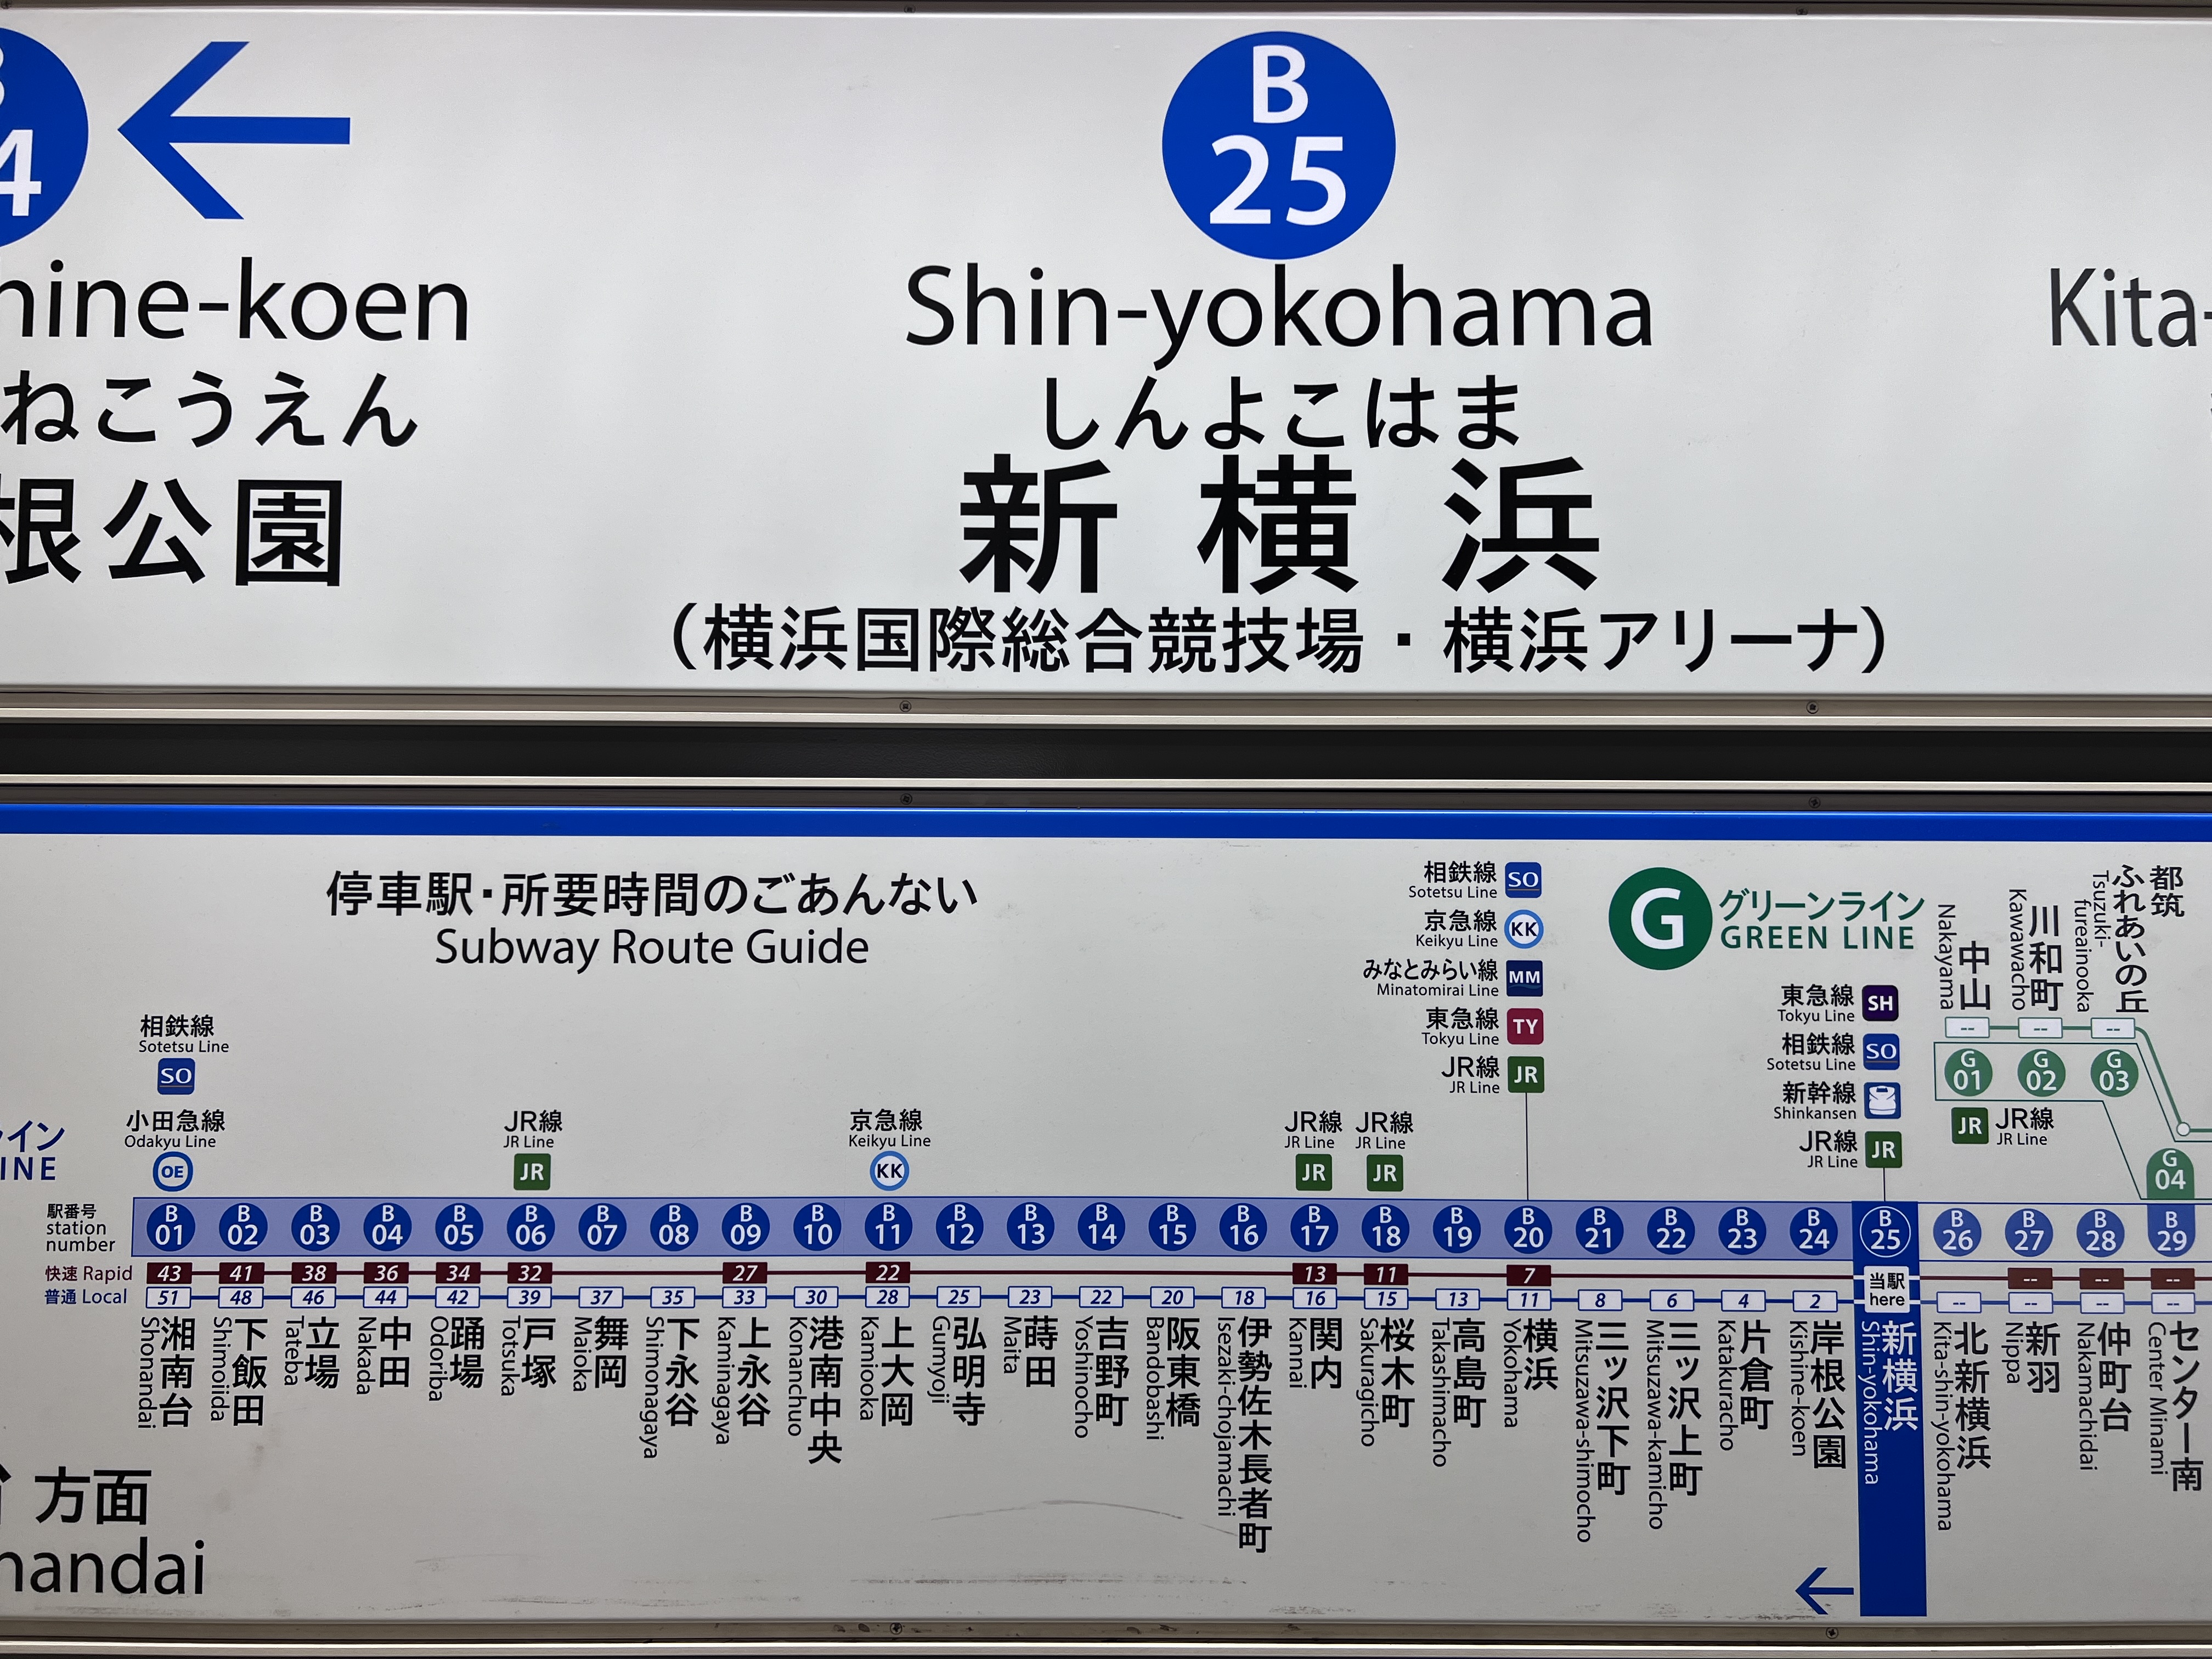 B
25
4
hine-koen
ねこうえん
根公園
Shin-yokohama
しんよこはま
新横浜
（横浜国際総合競技場・横浜アリーナ）
Kita-
停車駅・所要時間のごあんない
Subway Route Guide
相鉄線
Sotetsu Line
SO
小田急線
Odakyu Line
OE
JR線
JR Line
JR
京急線
Keikyu Line
KK
JR線
JR Line
JR
JR線
JR Line
JR
相鉄線
Sotetsu Line
SO
京急線
Keikyu Line
KK
みなとみらい線
Minatomirai Line
MM
東急線
Tokyu Line
TY
JR線
JR Line
JR
G
グリーンライン
GREEN LINE
東急線
Tokyu Line
SH
相鉄線
Sotetsu Line
SO
新幹線
Shinkansen
JR線
JR Line
JR
中山
Nakayama
川和町
Kawawacho
都筑
ふれあいの丘
Tsuzuki-
fureainooka
-- -- --
G 01 G 02 G 03
JR
JR線
JR Line
G 04
イン
INE
駅番号
station
number
B 01 B 02 B 03 B 04 B 05 B 06 B 07 B 08 B 09 B 10 B 11 B 12 B 13 B 14 B 15 B 16 B 17 B 18 B 19 B 20 B 21 B 22 B 23 B 24 B 25 B 26 B 27 B 28 B 29
快速 Rapid 43 41 38 36 34 32 27 22 13 11 7 -- -- --
普通 Local 51 48 46 44 42 39 37 35 33 30 28 25 23 22 20 18 16 15 13 11 8 6 4 2 -- -- -- --
当駅
here
湘南台
Shonandai
下飯田
Shimoiida
立場
Tateba
中田
Nakada
踊場
Odoriba
戸塚
Totsuka
舞岡
Maioka
下永谷
Shimonagaya
上永谷
Kaminagaya
港南中央
Konanchuo
上大岡
Kamiooka
弘明寺
Gumyoji
蒔田
Maita
吉野町
Yoshinocho
阪東橋
Bandobashi
伊勢佐木長者町
Isezaki-chojamachi
関内
Kannai
桜木町
Sakuragicho
高島町
Takashimacho
横浜
Yokohama
三ッ沢下町
Mitsuzawa-shimocho
三ッ沢上町
Mitsuzawa-kamicho
片倉町
Katakuracho
岸根公園
Kishine-koen
新横浜
Shin-yokohama
北新横浜
Kita-shin-yokohama
新羽
Nippa
仲町台
Nakamachidai
センター南
Center Minami
方面
nandai